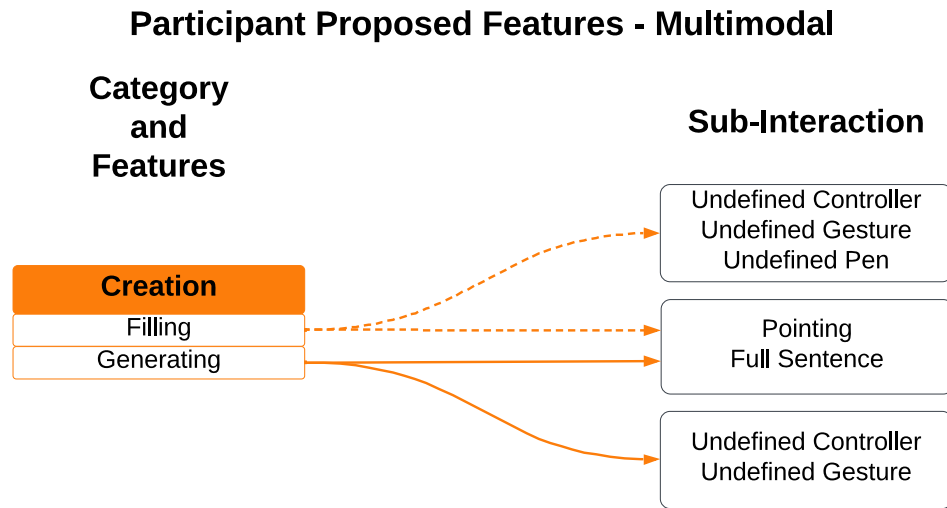 Participant Proposed Features - Multimodal
Category
and
Features
Sub-Interaction
Creation
Filling
Generating
Undefined Controller
Undefined Gesture
Undefined Pen
Pointing
Full Sentence
Undefined Controller
Undefined Gesture